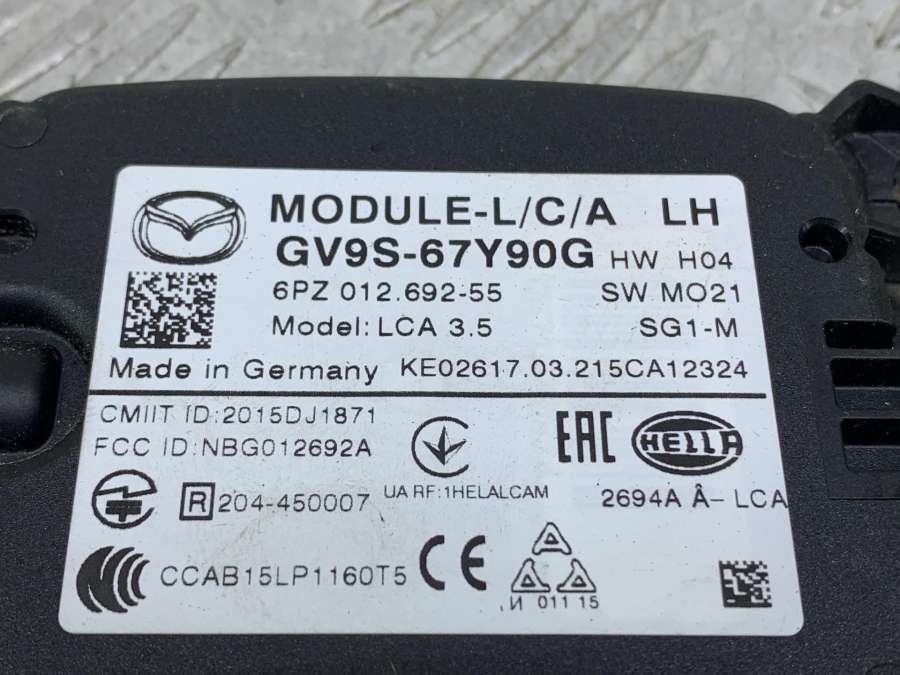 MODULE-L/C/A LH
GV9S-67Y90G HW H04
6PZ 012.692-55 SW MO21
Model: LCA 3.5 SG1-M
Made in Germany KE02617.03.215CA12324
CMIIT ID:2015DJ1871
FCC ID:NBG012692A
EAC HELLA
UA RF:1HELALCAM
R 204-450007
2694A Â- LCA
CCAB15LP1160T5 CE
.И 011 15